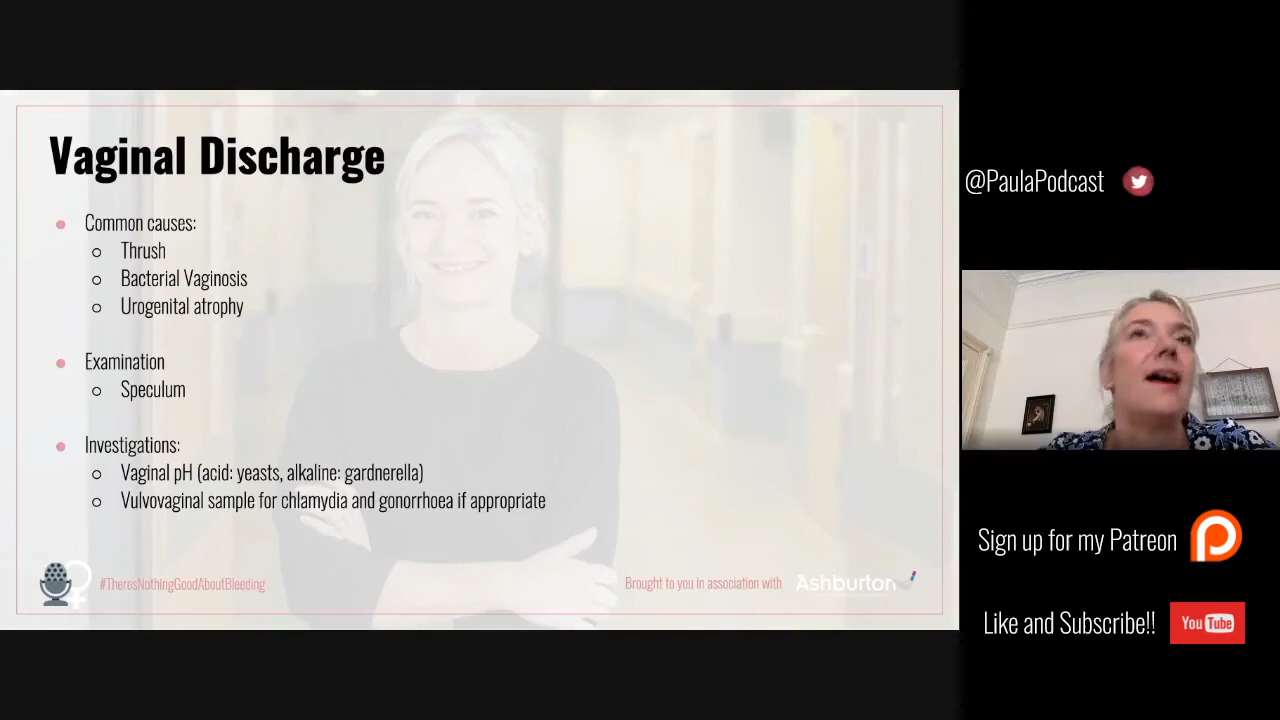 Vaginal Discharge
Common causes:
Thrush
Bacterial Vaginosis
Urogenital atrophy
Examination
Speculum
Investigations:
Vaginal pH (acid: yeasts, alkaline: gardnerella)
Vulvovaginal sample for chlamydia and gonorrhoea if appropriate
#TheresNothingGoodAboutBleeding
Brought to you in association with
Ashburton
@PaulaPodcast
Sign up for my Patreon
Like and Subscribe!!
YouTube